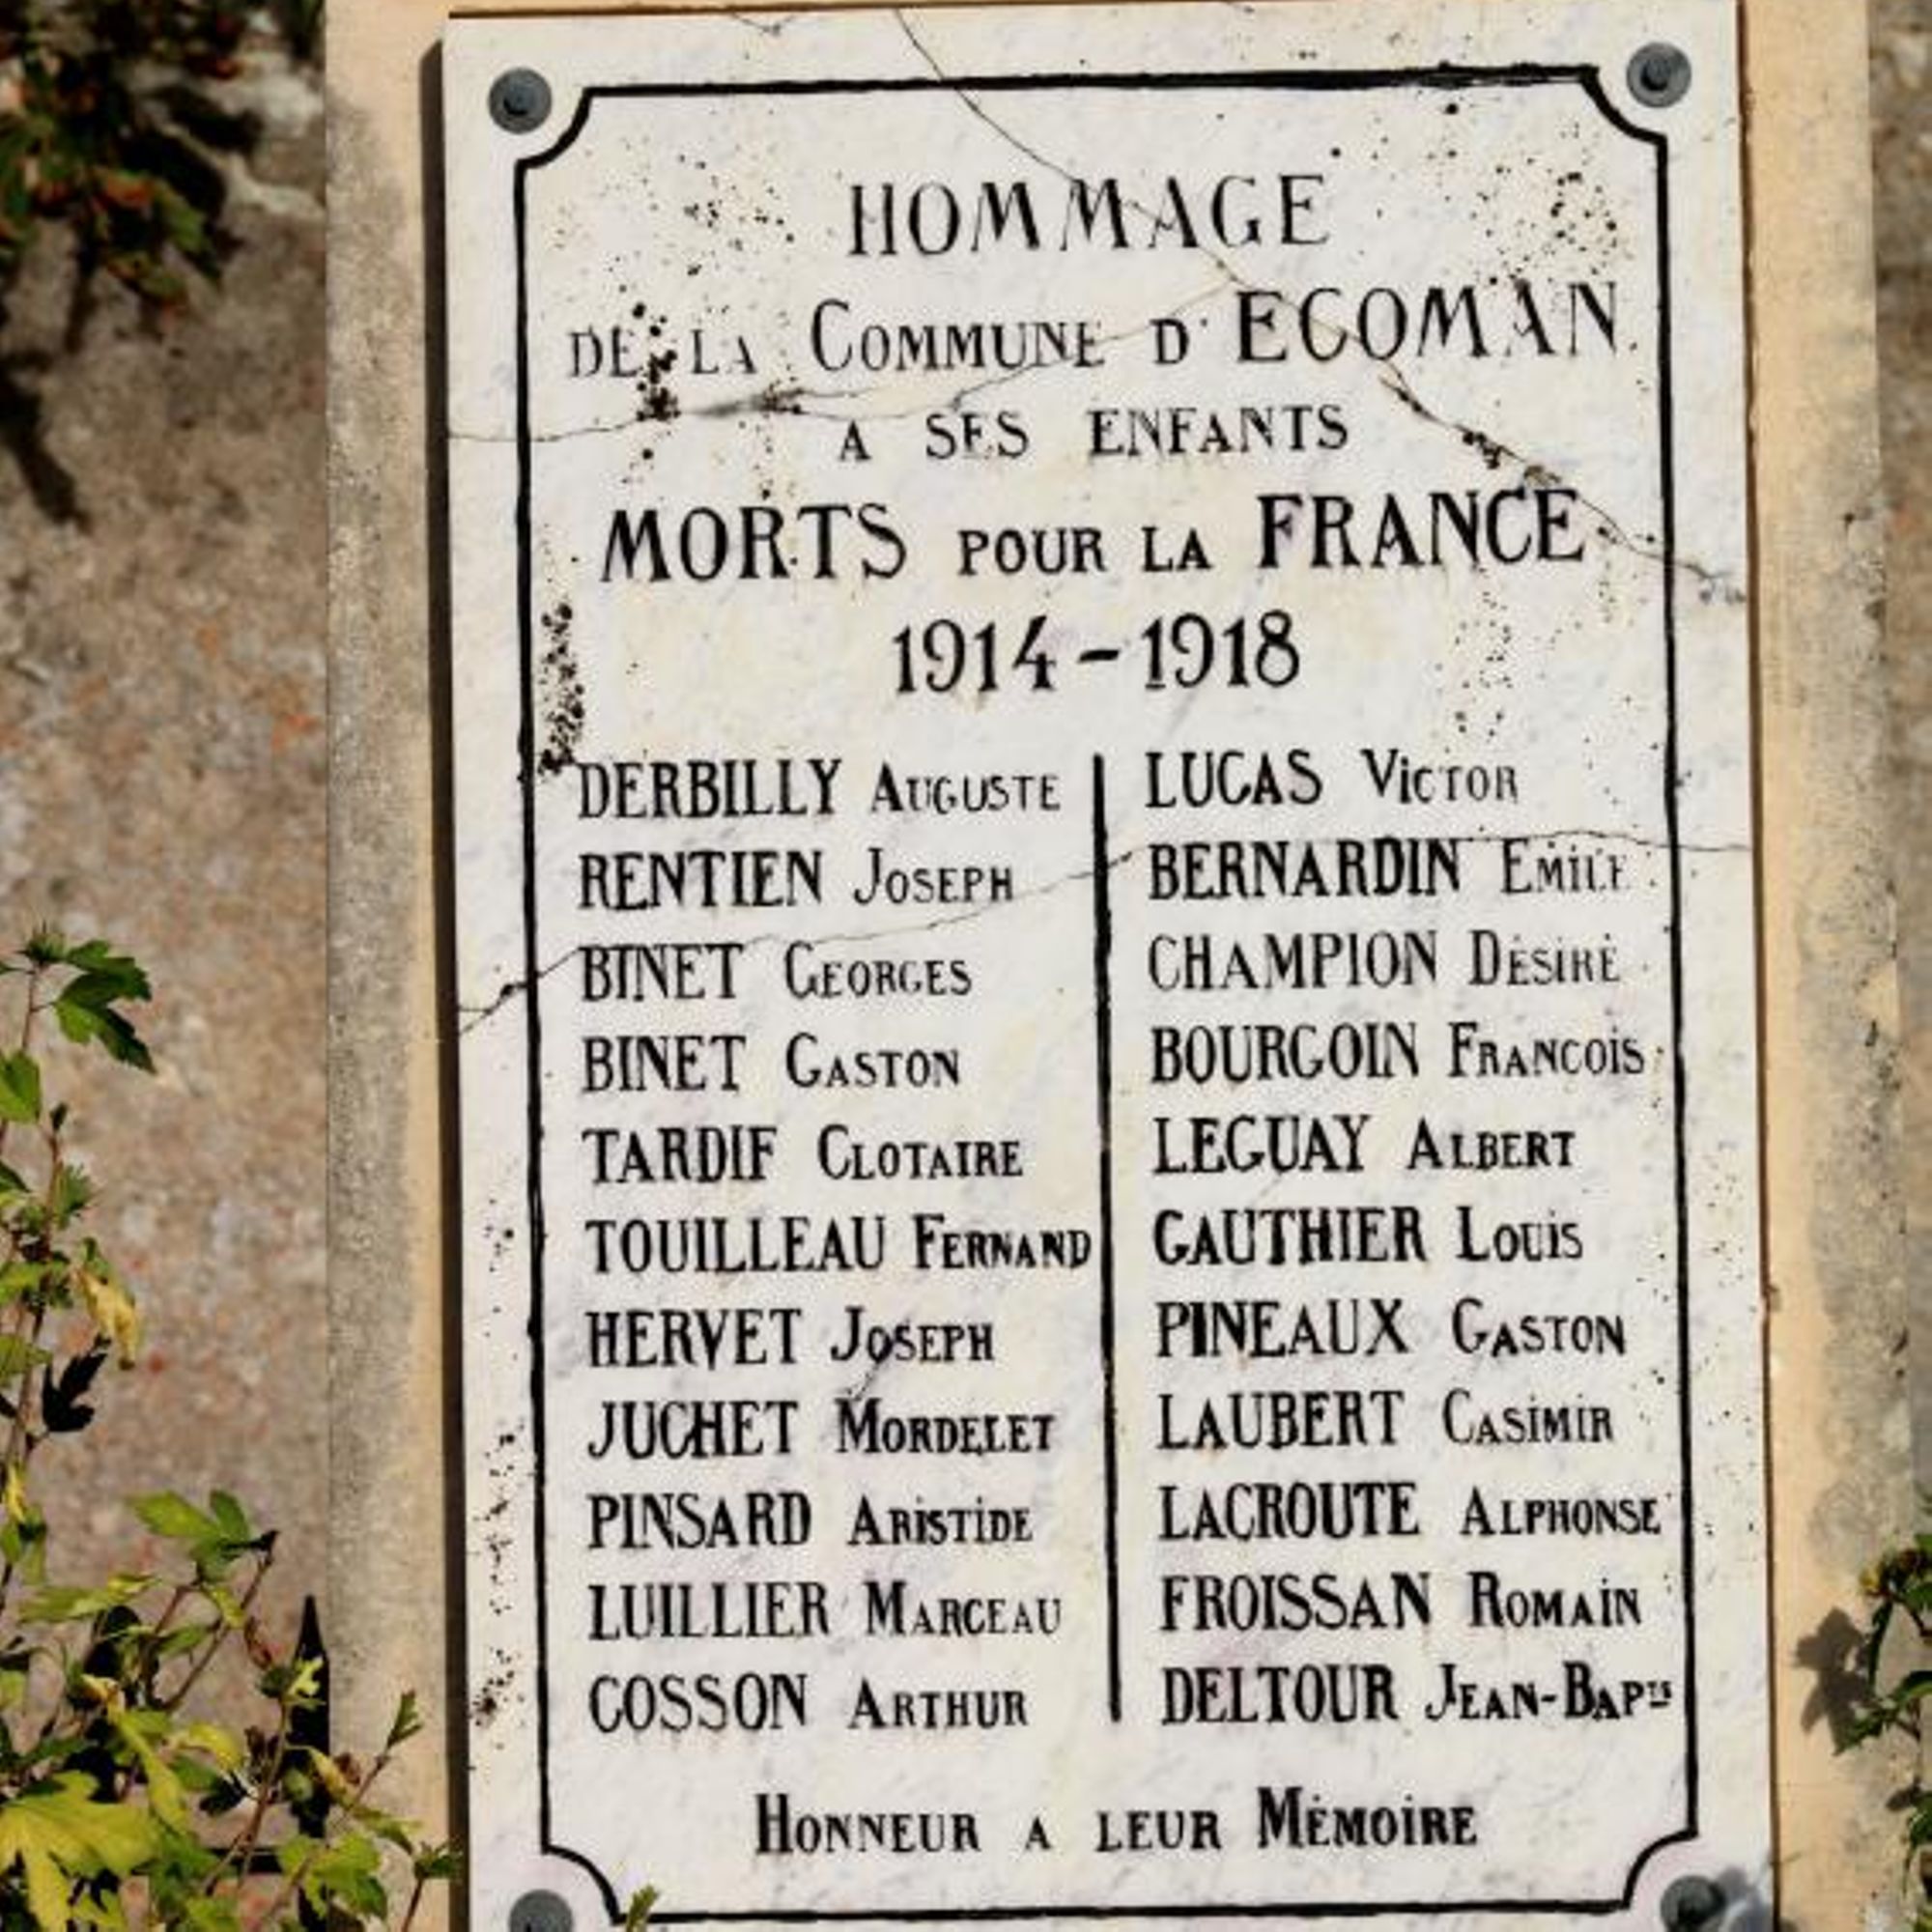 HOMMAGE
DE LA COMMUNE D'ECOMAN
A SES ENFANTS
MORTS POUR LA FRANCE
1914-1918
DERBILLY AUGUSTE
RENTIEN JOSEPH
BINET GEORGES
BINET GASTON
TARDIF CLOTAIRE
TOUILLEAU FERNAND
HERVET JOSEPH
JUCHET MORDELET
PINSARD ARISTIDE
LUILLIER MARCEAU
COSSON ARTHUR
LUCAS VICTOR
BERNARDIN EMILE
CHAMPION DÉSIRÉ
BOURGOIN FRANCOIS
LEGUAY ALBERT
GAUTHIER LOUIS
PINEAUX GASTON
LAUBERT CASIMIR
LACROUTE ALPHONSE
FROISSAN ROMAIN
DELTOUR JEAN-BAPTE
HONNEUR A LEUR MÉMOIRE